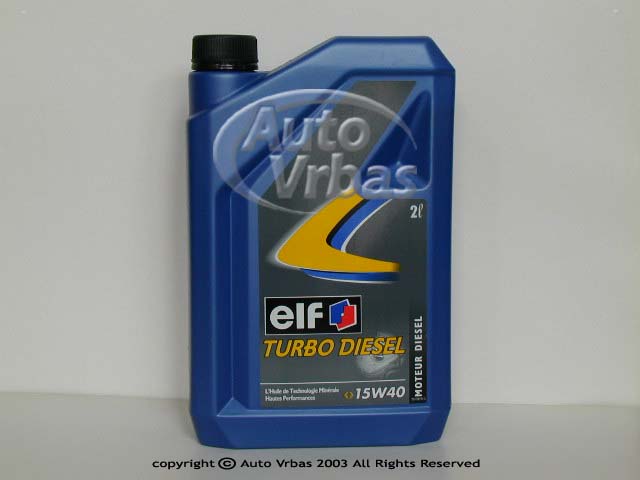 Auto
Vrbas
2l
elf
TURBO DIESEL
L'Huile de Technologie Minérale
Hautes Performances
15W40
MOTEUR DIESEL
copyright © Auto Vrbas 2003 All Rights Reserved